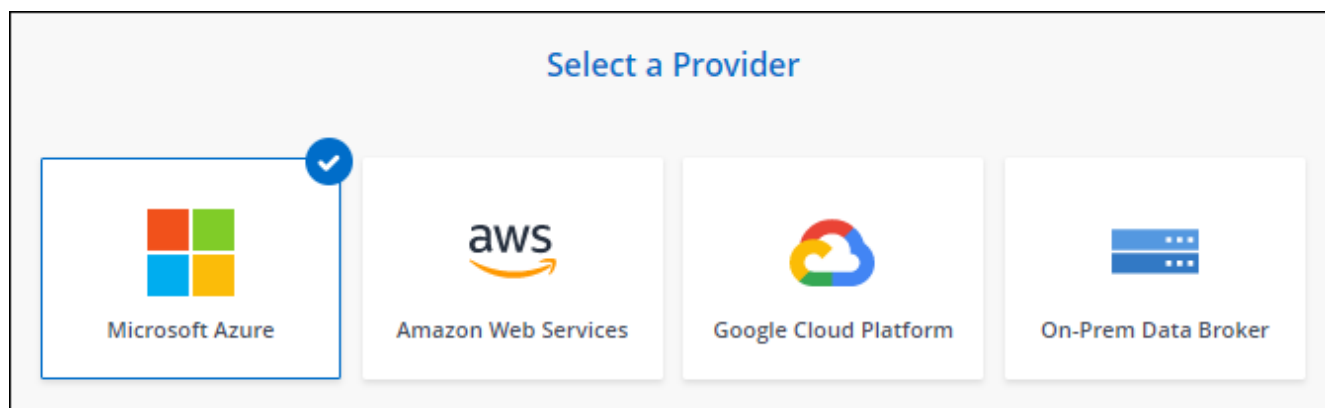 Select a Provider
aws
Microsoft Azure
Amazon Web Services
Google Cloud Platform
On-Prem Data Broker